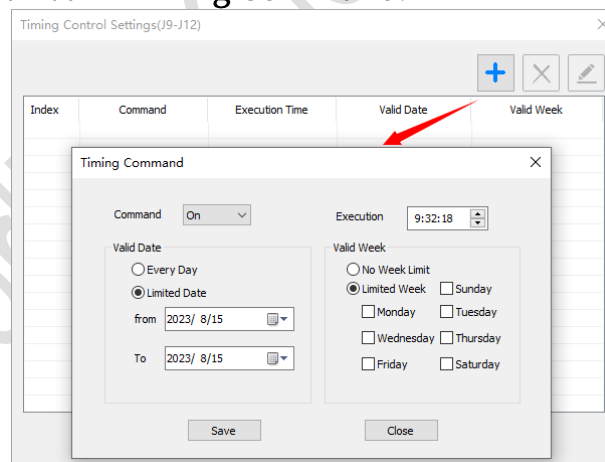 Timing Control Settings(J9-J12)
Index Command Execution Time Valid Date Valid Week
Timing Command
Command On Execution 9:32:18
Valid Date Valid Week
Every Day No Week Limit
Limited Date Limited Week Sunday
from 2023/ 8/15 Monday Tuesday
Wednesday Thursday
To 2023/ 8/15 Friday Saturday
Save Close